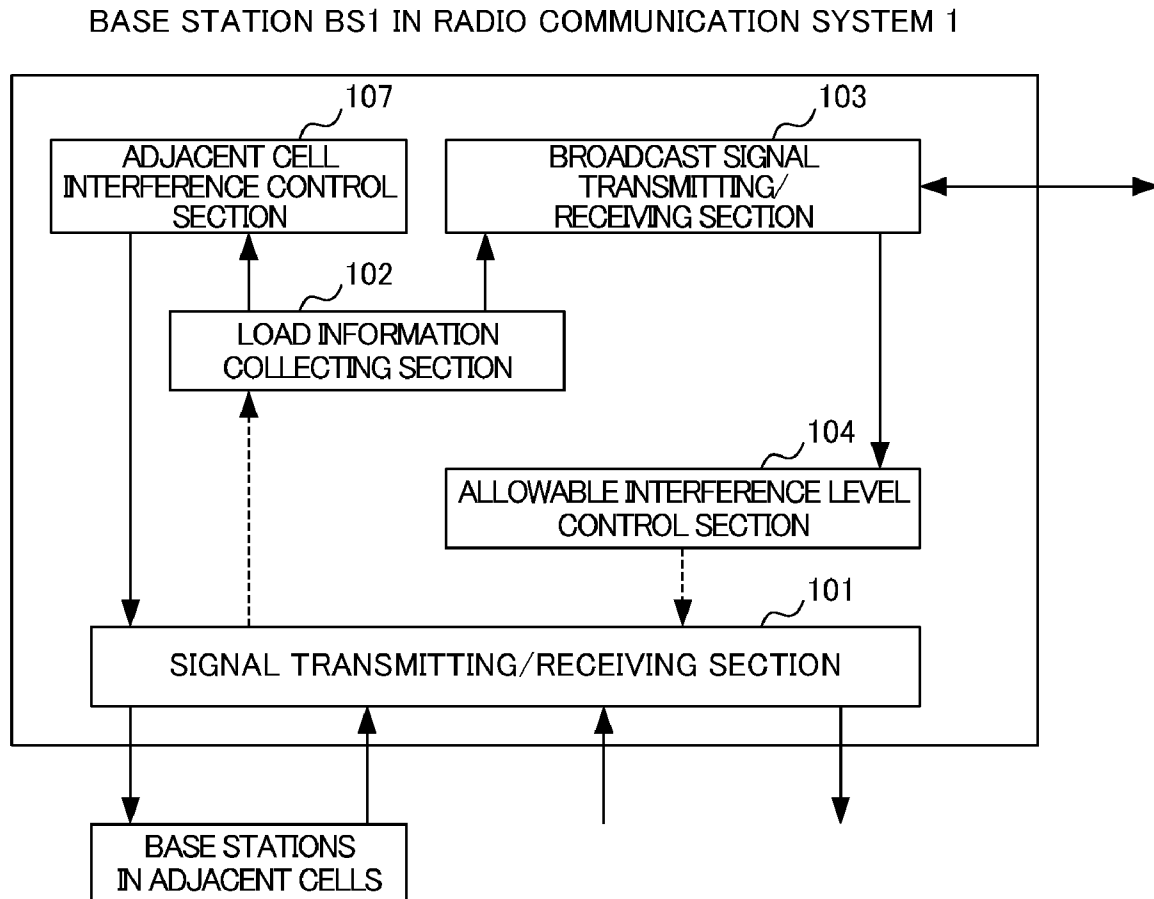 BASE STATION BS1 IN RADIO COMMUNICATION SYSTEM 1
107
103
ADJACENT CELL
INTERFERENCE CONTROL
SECTION
BROADCAST SIGNAL
TRANSMITTING/
RECEIVING SECTION
102
LOAD INFORMATION
COLLECTING SECTION
104
ALLOWABLE INTERFERENCE LEVEL
CONTROL SECTION
101
SIGNAL TRANSMITTING/RECEIVING SECTION
BASE STATIONS
IN ADJACENT CELLS